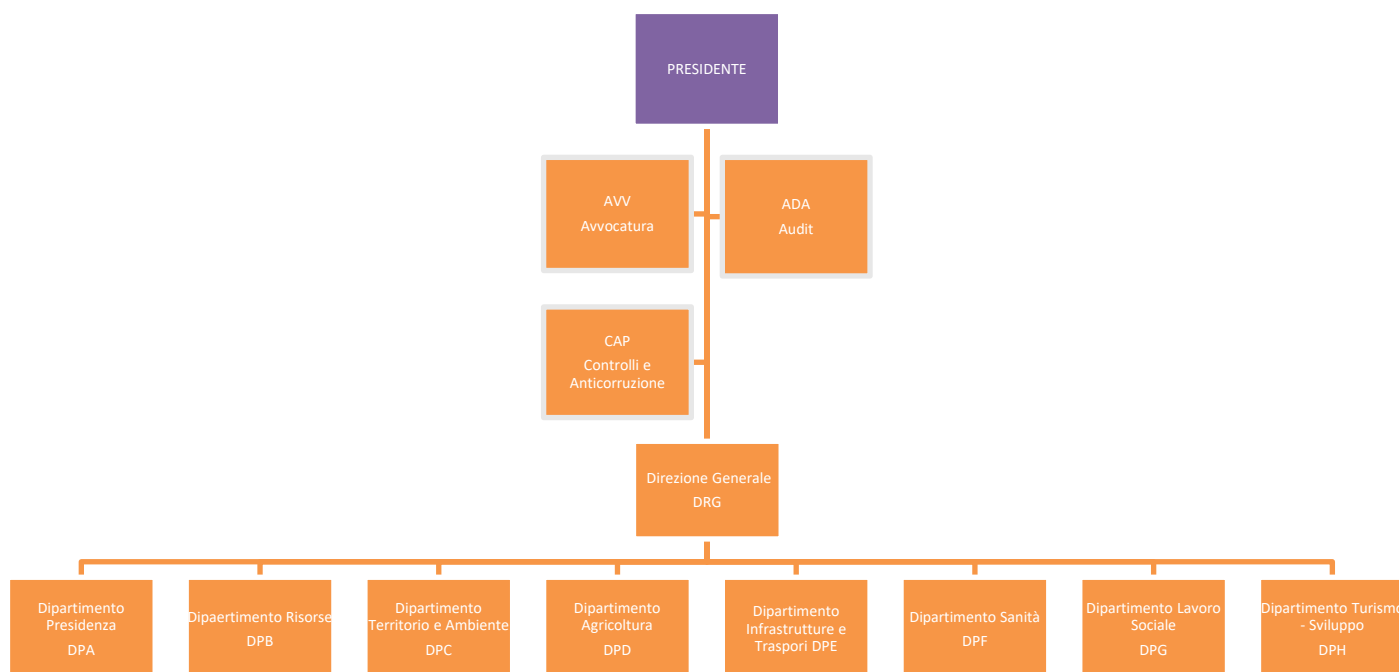 PRESIDENTE
AVV
Avvocatura
ADA
Audit
CAP
Controlli e
Anticorruzione
Direzione Generale
DRG
Dipartimento
Presidenza
DPA
Dipaertimento Risorse
DPB
Dipartimento
Territorio e Ambiente
DPC
Dipartimento
Agricoltura
DPD
Dipartimento
Infrastrutture e
Traspori DPE
Dipartimento Sanità
DPF
Dipartimento Lavoro
Sociale
DPG
Dipartimento Turismo
- Sviluppo
DPH